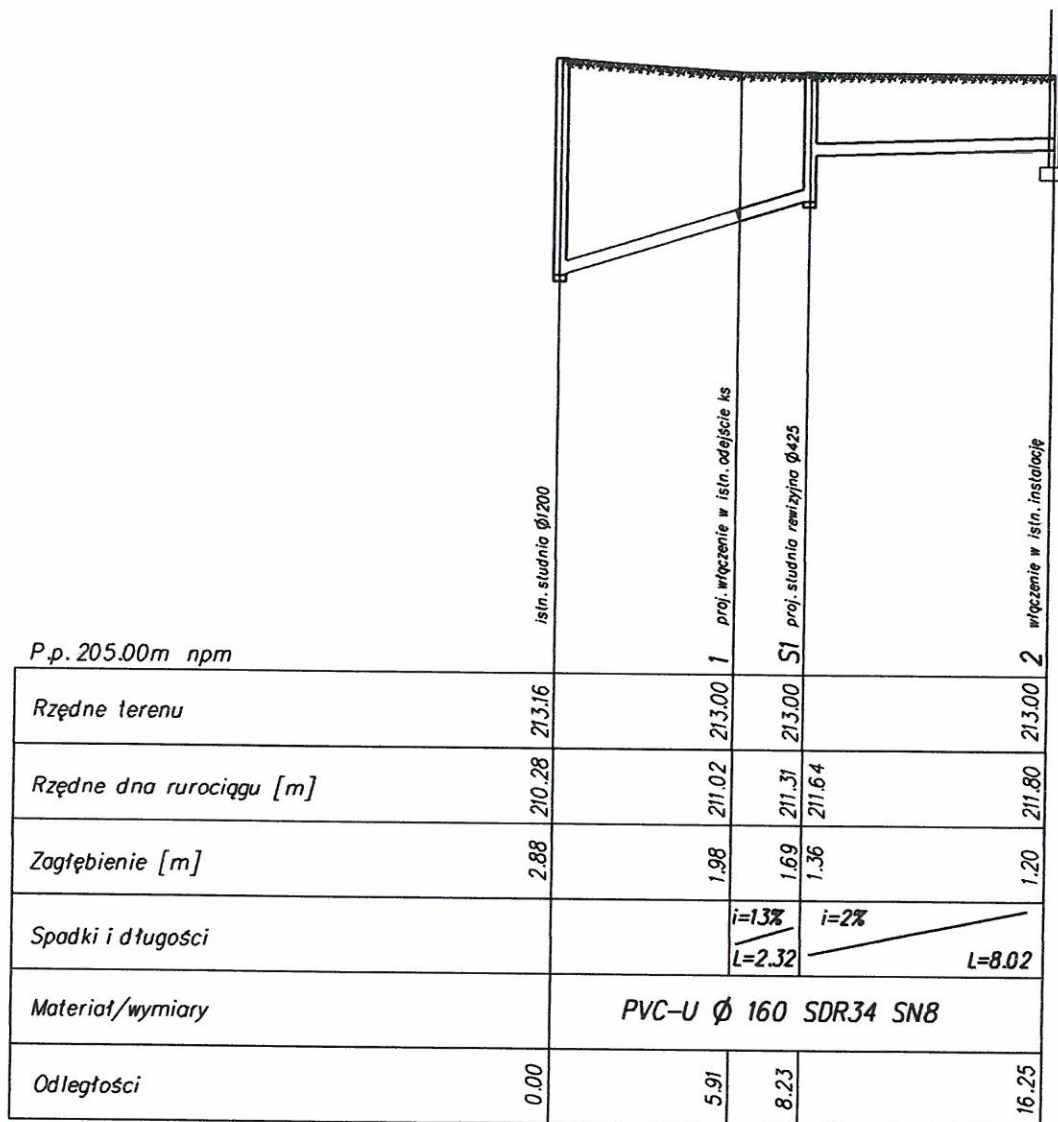 istn. studnia Ø1200
1 proj. włączenie w istn. odejście ks
S1 proj. studnia rewizyjna Ø425
2 włączenie w istn. instalację
P.p. 205.00m npm
Rzędne terenu 213.16 213.00 213.00 213.00
Rzędne dna rurociągu [m] 210.28 211.02 211.31 211.64 211.80
Zagłębienie [m] 2.88 1.98 1.69 1.36 1.20
Spadki i długości i=13% L=2.32 i=2% L=8.02
Materiał/wymiary PVC-U Ø 160 SDR34 SN8
Odległości 0.00 5.91 8.23 16.25